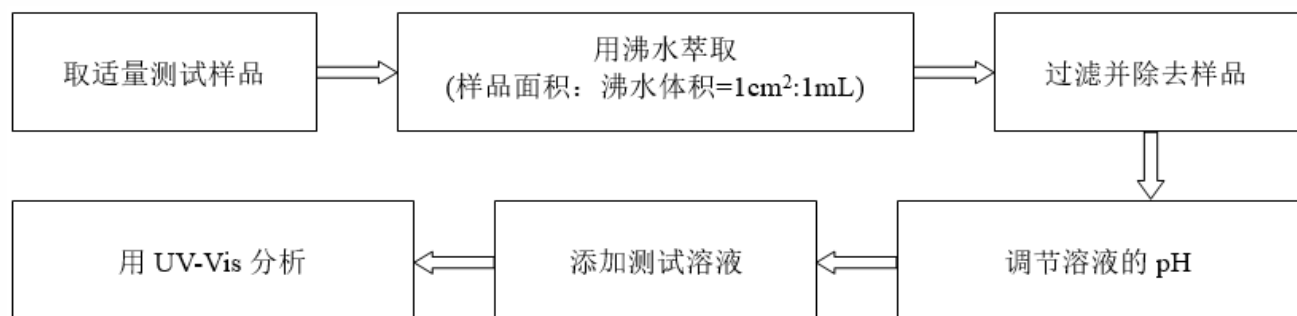 取适量测试样品
用沸水萃取
(样品面积：沸水体积=1cm²:1mL)
过滤并除去样品
调节溶液的 pH
添加测试溶液
用 UV-Vis 分析